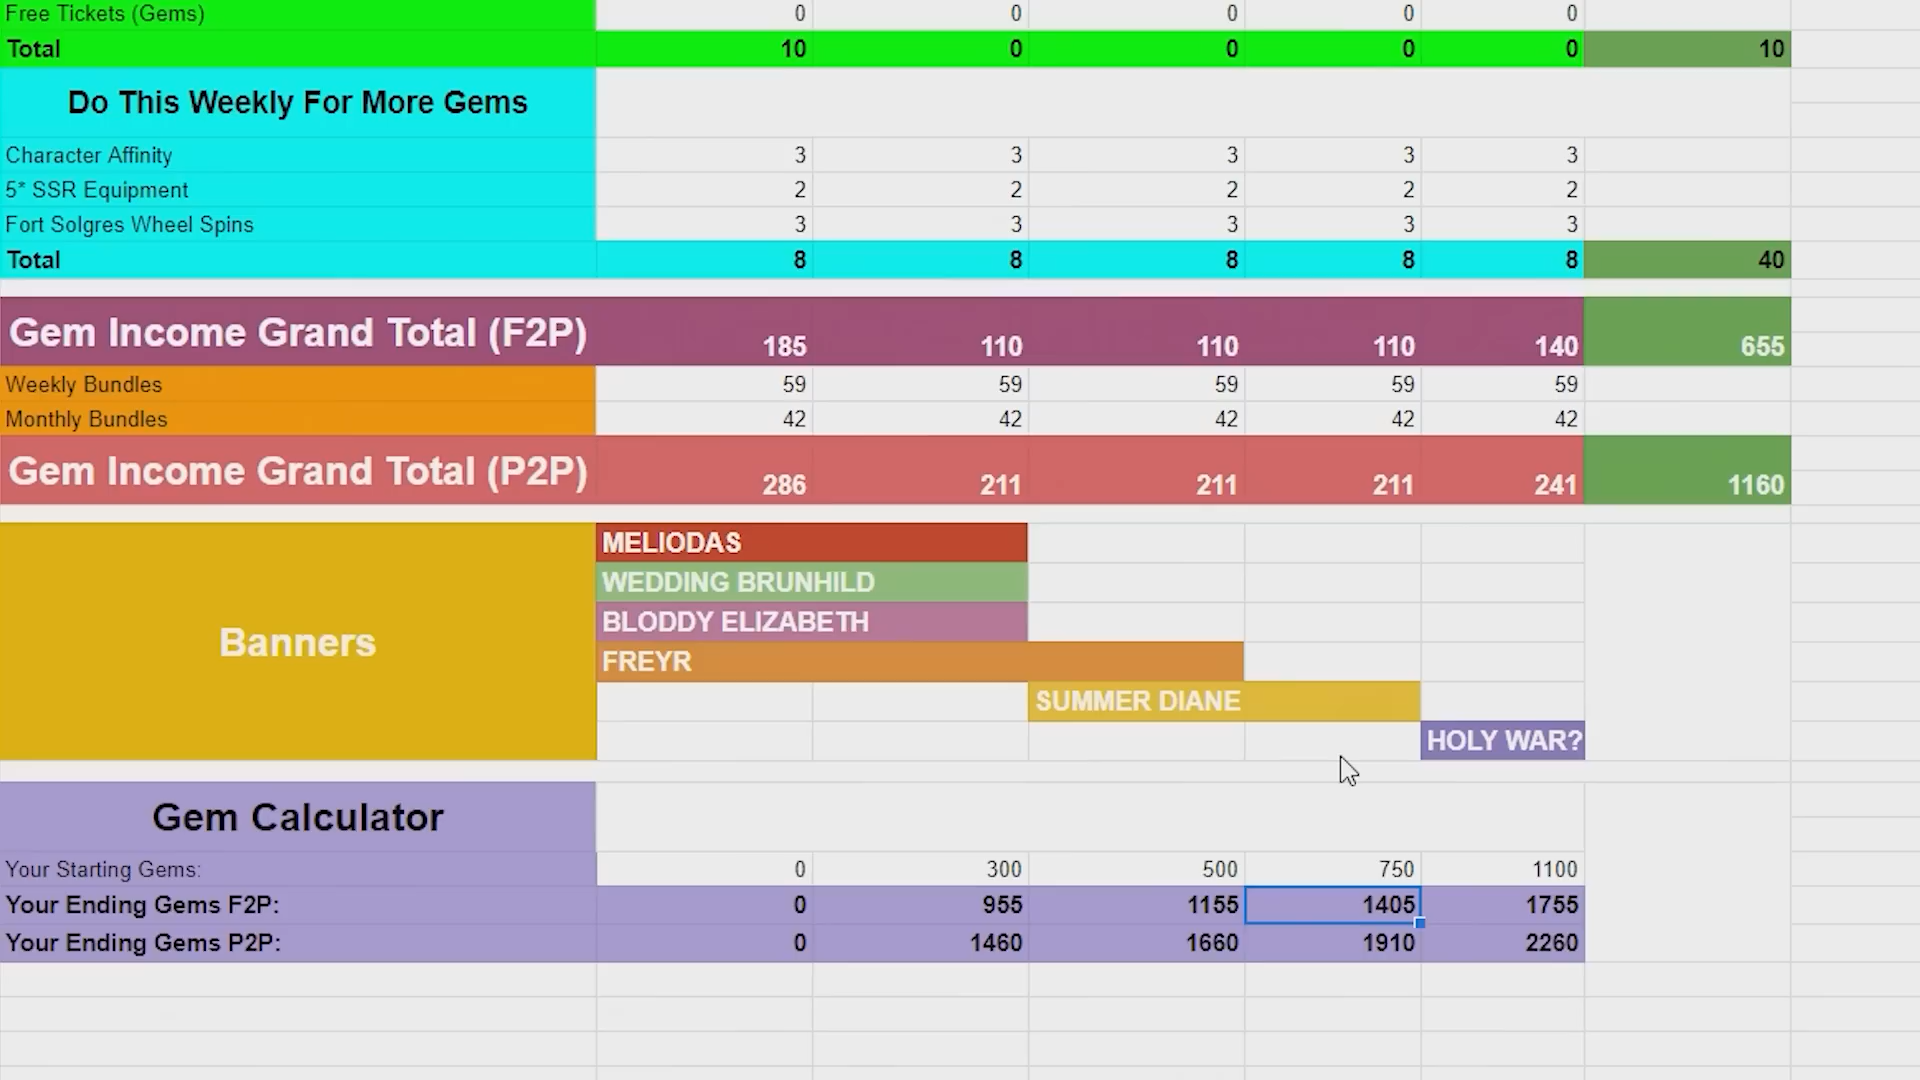 Free Tickets (Gems) 0 0 0 0 0
Total 10 0 0 0 0 10
Do This Weekly For More Gems
Character Affinity 3 3 3 3 3
5* SSR Equipment 2 2 2 2 2
Fort Solgres Wheel Spins 3 3 3 3 3
Total 8 8 8 8 8 40
Gem Income Grand Total (F2P) 185 110 110 110 140 655
Weekly Bundles 59 59 59 59 59
Monthly Bundles 42 42 42 42 42
Gem Income Grand Total (P2P) 286 211 211 211 241 1160
Banners
MELIODAS
WEDDING BRUNHILD
BLODDY ELIZABETH
FREYR
SUMMER DIANE
HOLY WAR?
Gem Calculator
Your Starting Gems: 0 300 500 750 1100
Your Ending Gems F2P: 0 955 1155 1405 1755
Your Ending Gems P2P: 0 1460 1660 1910 2260